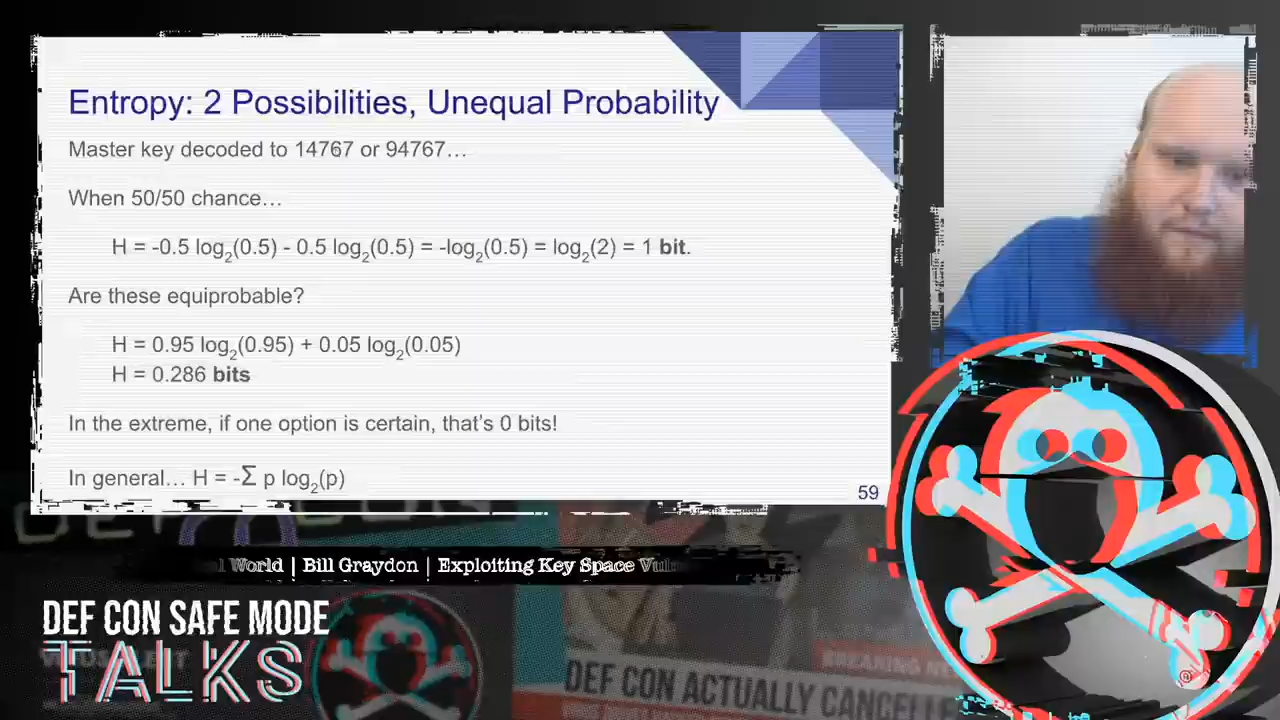 Entropy: 2 Possibilities, Unequal Probability
Master key decoded to 14767 or 94767…
When 50/50 chance…
H = -0.5 log₂(0.5) - 0.5 log₂(0.5) = -log₂(0.5) = log₂(2) = 1 bit.
Are these equiprobable?
H = 0.95 log₂(0.95) + 0.05 log₂(0.05)
H = 0.286 bits
In the extreme, if one option is certain, that's 0 bits!
In general… H = -Σ p log₂(p)
59
World | Bill Graydon | Exploiting Key Space
DEF CON SAFE MODE
TALKS
DEF CON ACTUALLY
BREAKING
®